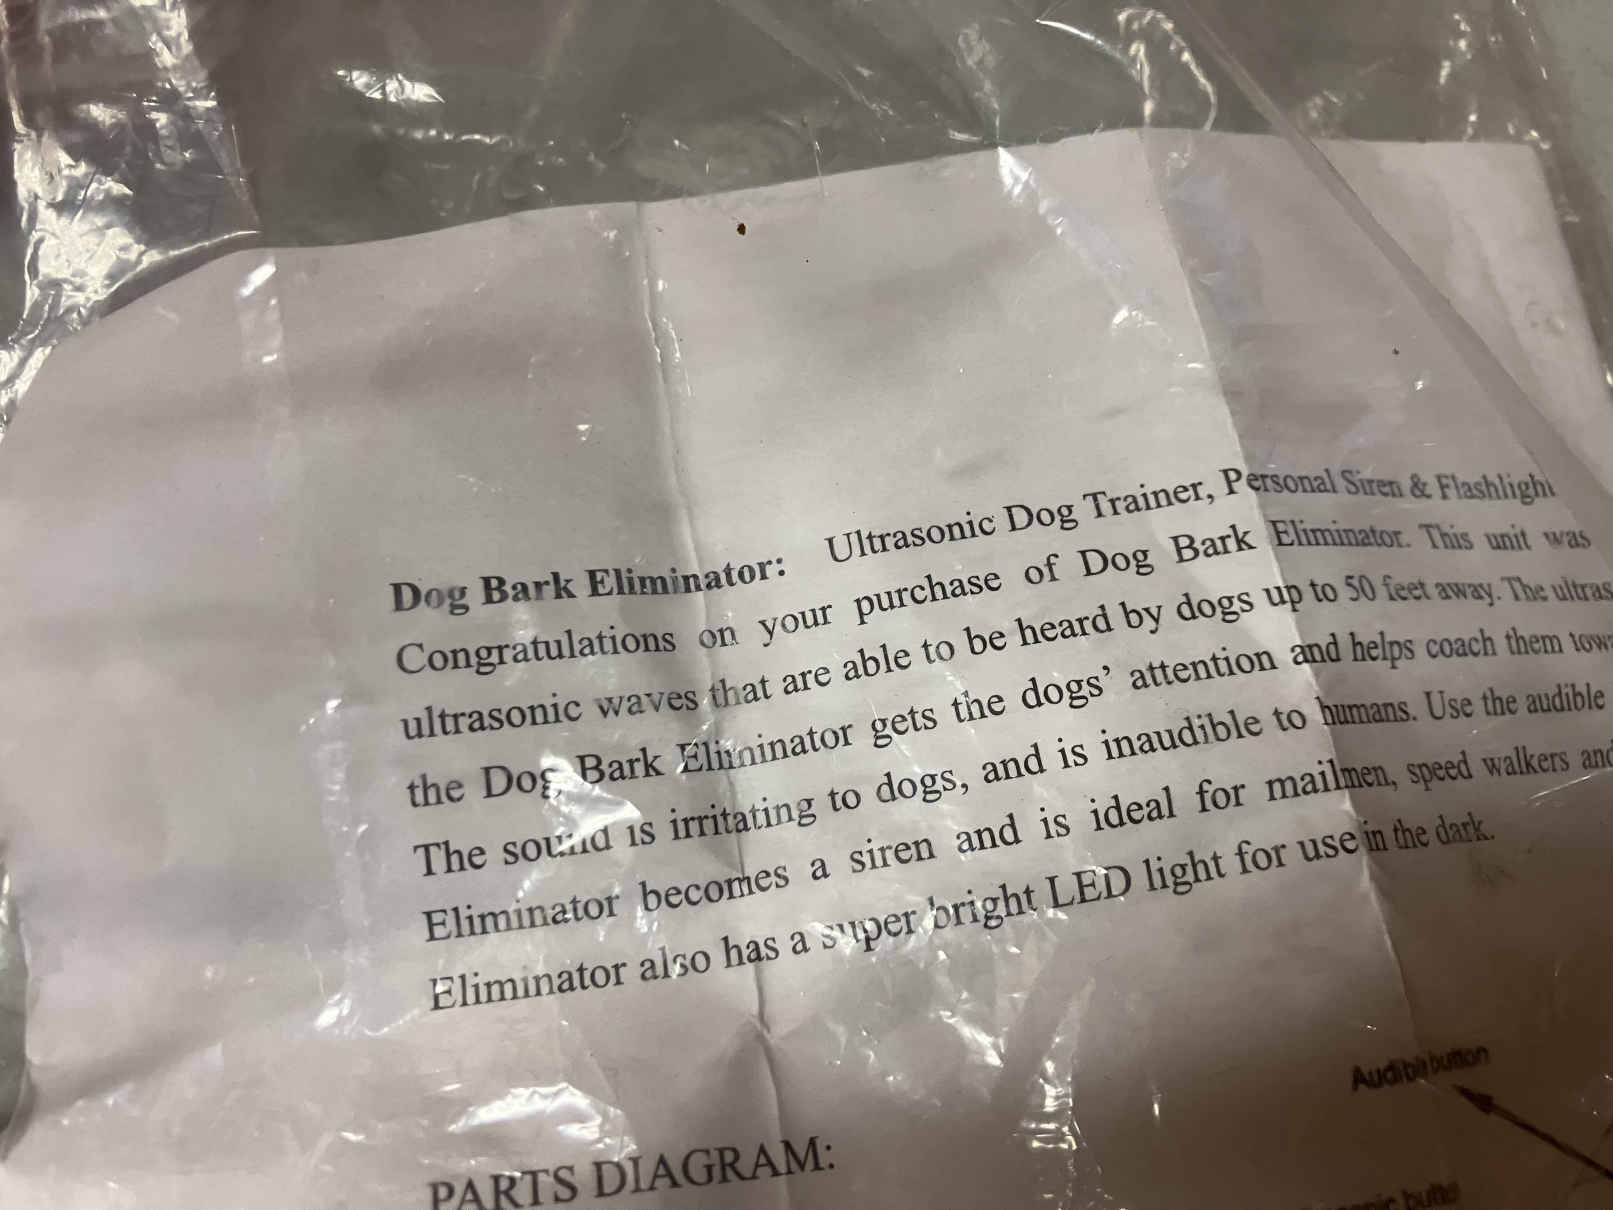 Dog Bark Eliminator: Ultrasonic Dog Trainer, Personal Siren & Flashlight
Congratulations on your purchase of Dog Bark Eliminator. This unit was
ultrasonic waves that are able to be heard by dogs up to 50 feet away. The ultras
the Dog Bark Eliminator gets the dogs' attention and helps coach them towa
The sound is irritating to dogs, and is inaudible to humans. Use the audible
Eliminator becomes a siren and is ideal for mailmen, speed walkers and
Eliminator also has a super bright LED light for use in the dark.
Audible button
PARTS DIAGRAM: